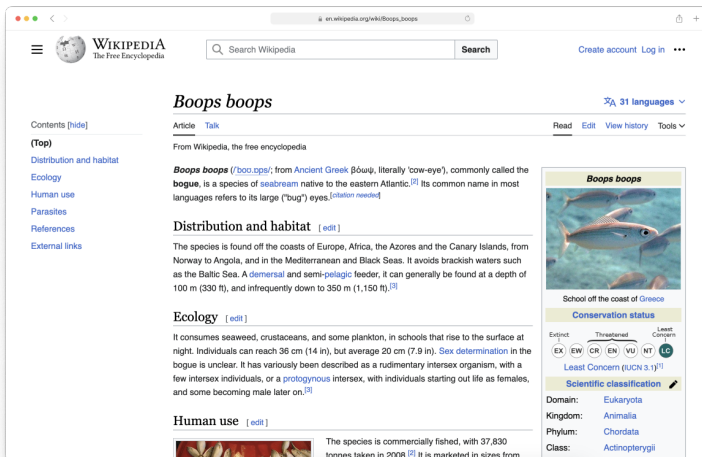 en.wikipedia.org/wiki/Boops_boops
WIKIPEDIA
The Free Encyclopedia
Search Wikipedia
Search
Create account Log in
Boops boops
31 languages
Contents [hide]
(Top)
Distribution and habitat
Ecology
Human use
Parasites
References
External links
Article Talk
Read Edit View history Tools
From Wikipedia, the free encyclopedia
Boops boops (/ˈboʊ.ɒps/; from Ancient Greek βόωψ, literally 'cow-eye'), commonly called the
bogue, is a species of seabream native to the eastern Atlantic.[2] Its common name in most
languages refers to its large ("bug") eyes.[citation needed]
Distribution and habitat [edit]
The species is found off the coasts of Europe, Africa, the Azores and the Canary Islands, from
Norway to Angola, and in the Mediterranean and Black Seas. It avoids brackish waters such
as the Baltic Sea. A demersal and semi-pelagic feeder, it can generally be found at a depth of
100 m (330 ft), and infrequently down to 350 m (1,150 ft).[3]
Ecology [edit]
It consumes seaweed, crustaceans, and some plankton, in schools that rise to the surface at
night. Individuals can reach 36 cm (14 in), but average 20 cm (7.9 in). Sex determination in the
bogue is unclear. It has variously been described as a rudimentary intersex organism, with a
few intersex individuals, or a protogynous intersex, with individuals starting out life as females,
and some becoming male later on.[3]
Human use [edit]
The species is commercially fished, with 37,830
tonnes taken in 2008.[2] It is marketed in sizes from
Boops boops
School off the coast of Greece
Conservation status
Extinct Threatened Least Concern
EX EW CR EN VU NT LC
Least Concern (IUCN 3.1)[1]
Scientific classification
Domain: Eukaryota
Kingdom: Animalia
Phylum: Chordata
Class: Actinopterygii